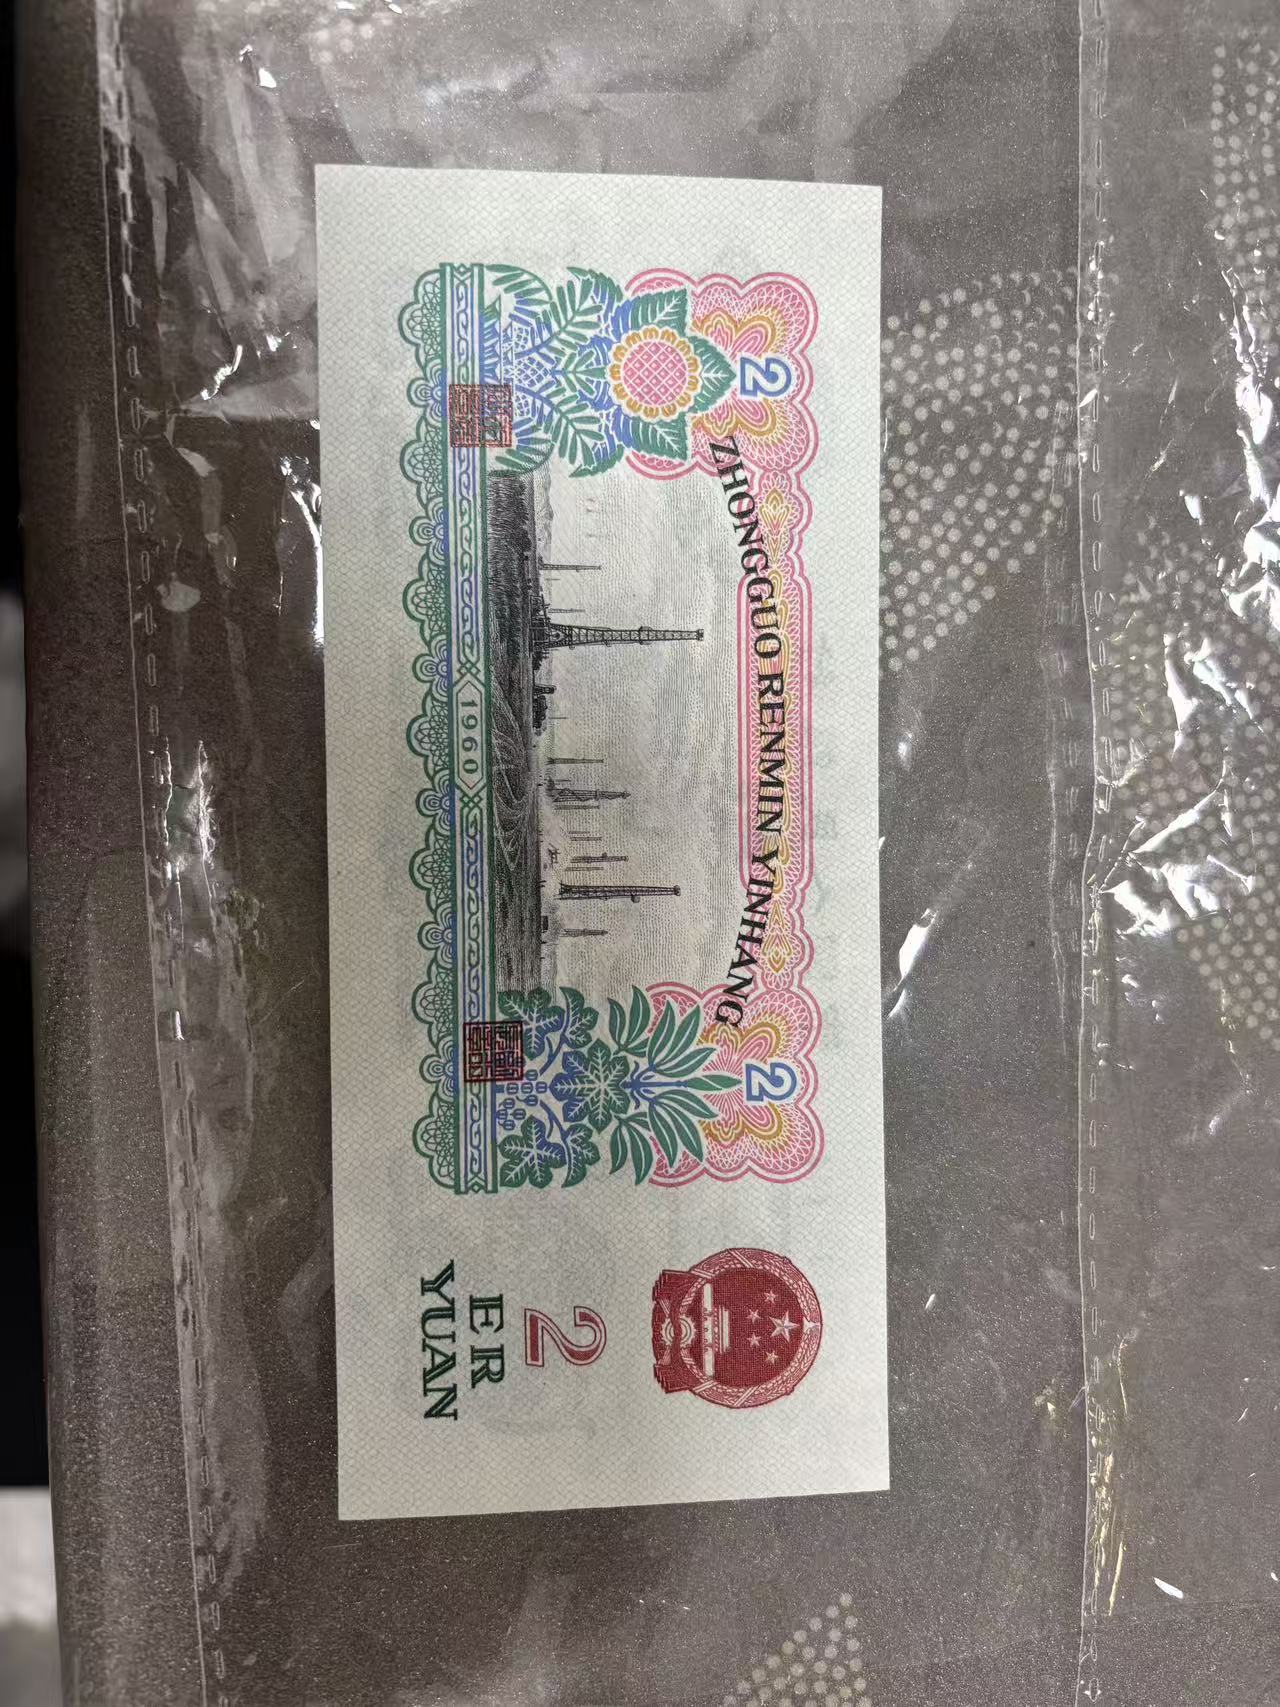 ZHONGGUO RENMIN YINHANG
2
2
1960
2
ER
YUAN